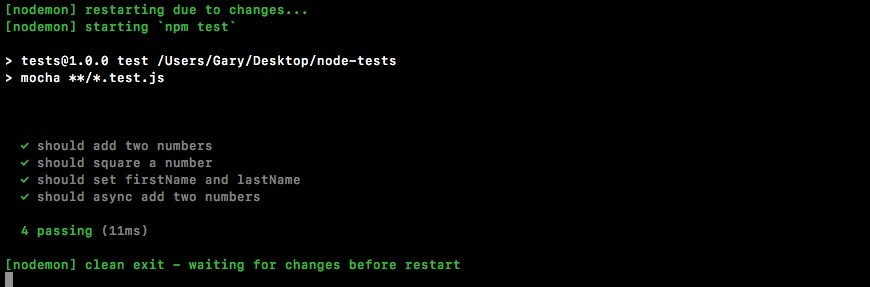 [nodemon] restarting due to changes...
[nodemon] starting `npm test`
> tests@1.0.0 test /Users/Gary/Desktop/node-tests
> mocha **/*.test.js
✓ should add two numbers
✓ should square a number
✓ should set firstName and lastName
✓ should async add two numbers
4 passing (11ms)
[nodemon] clean exit - waiting for changes before restart